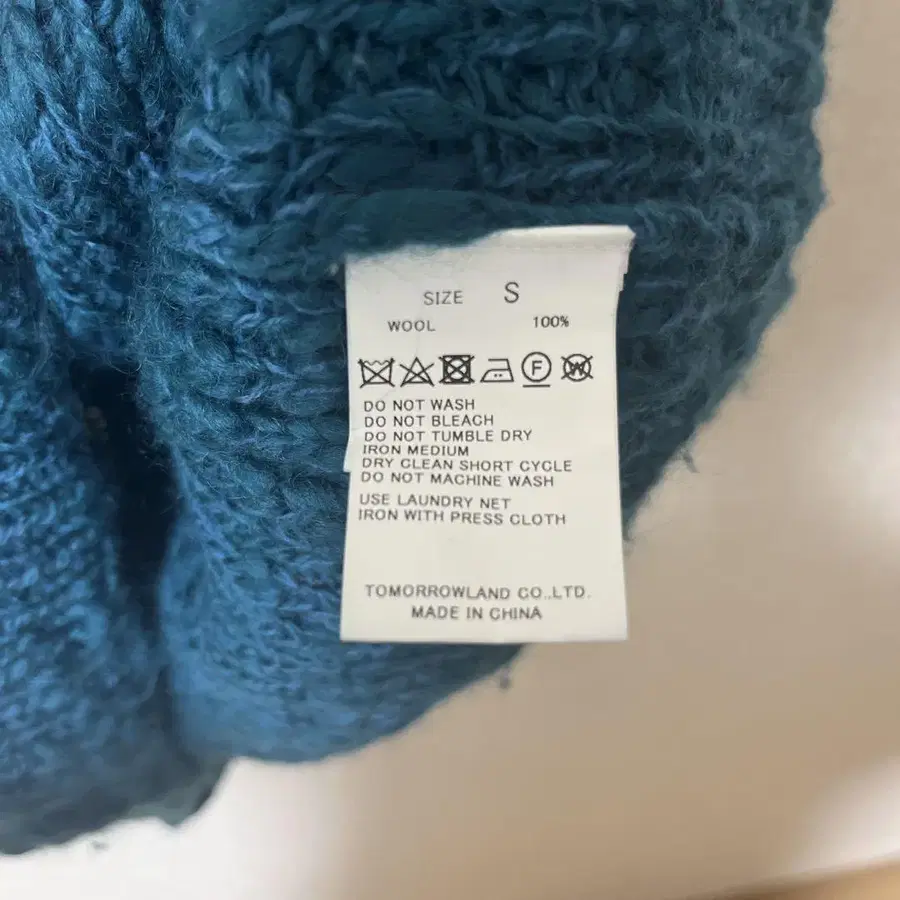 SIZE S
WOOL 100%
F W
DO NOT WASH
DO NOT BLEACH
DO NOT TUMBLE DRY
IRON MEDIUM
DRY CLEAN SHORT CYCLE
DO NOT MACHINE WASH
USE LAUNDRY NET
IRON WITH PRESS CLOTH
TOMORROWLAND CO.,LTD.
MADE IN CHINA